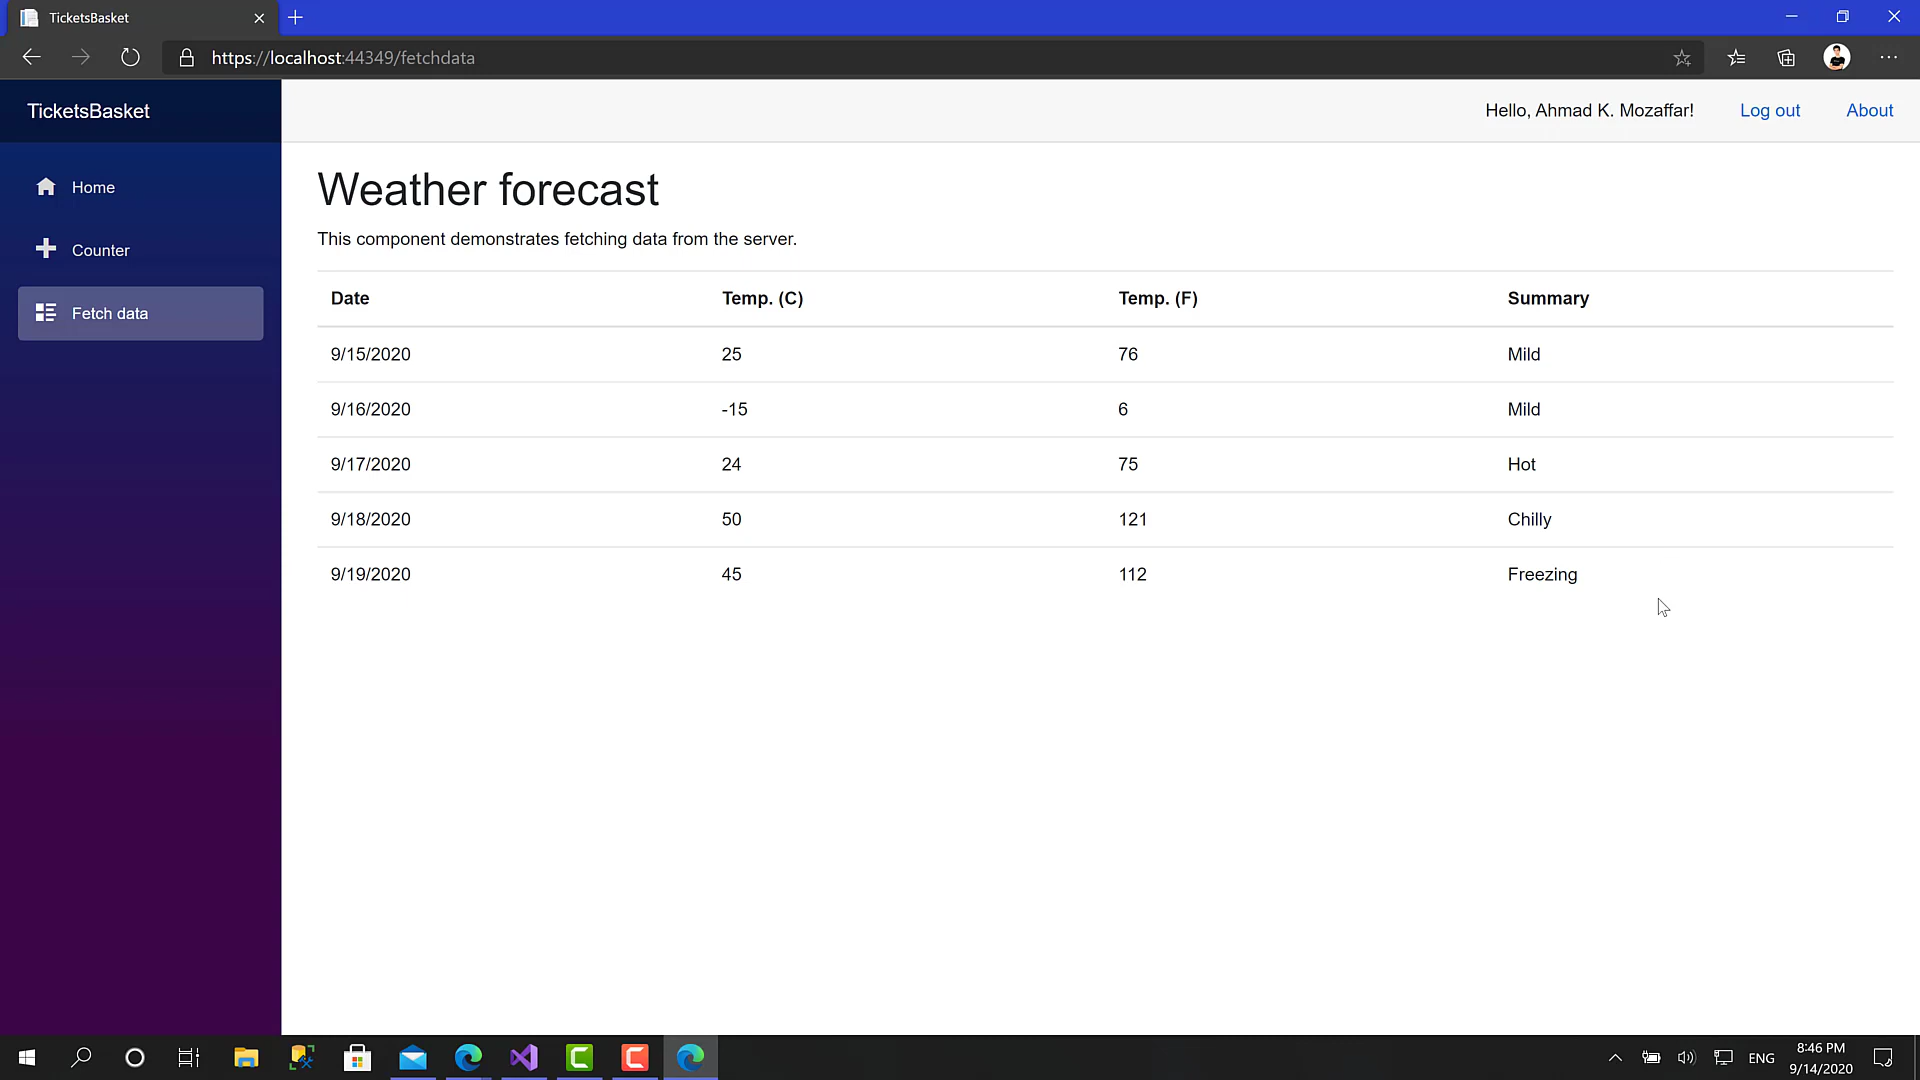 TicketsBasket
https://localhost:44349/fetchdata
TicketsBasket
Hello, Ahmad K. Mozaffar! Log out About
Home
Counter
Fetch data
Weather forecast
This component demonstrates fetching data from the server.
Date Temp. (C) Temp. (F) Summary
9/15/2020 25 76 Mild
9/16/2020 -15 6 Mild
9/17/2020 24 75 Hot
9/18/2020 50 121 Chilly
9/19/2020 45 112 Freezing
ENG
8:46 PM
9/14/2020